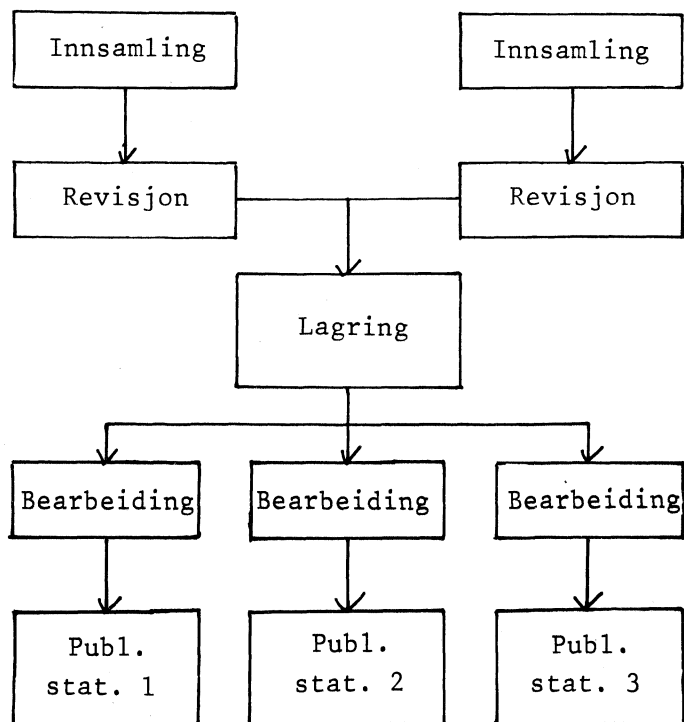 Innsamling
Innsamling
Revisjon
Revisjon
Lagring
Bearbeiding
Bearbeiding
Bearbeiding
Publ.
stat. 1
Publ.
stat. 2
Publ.
stat. 3